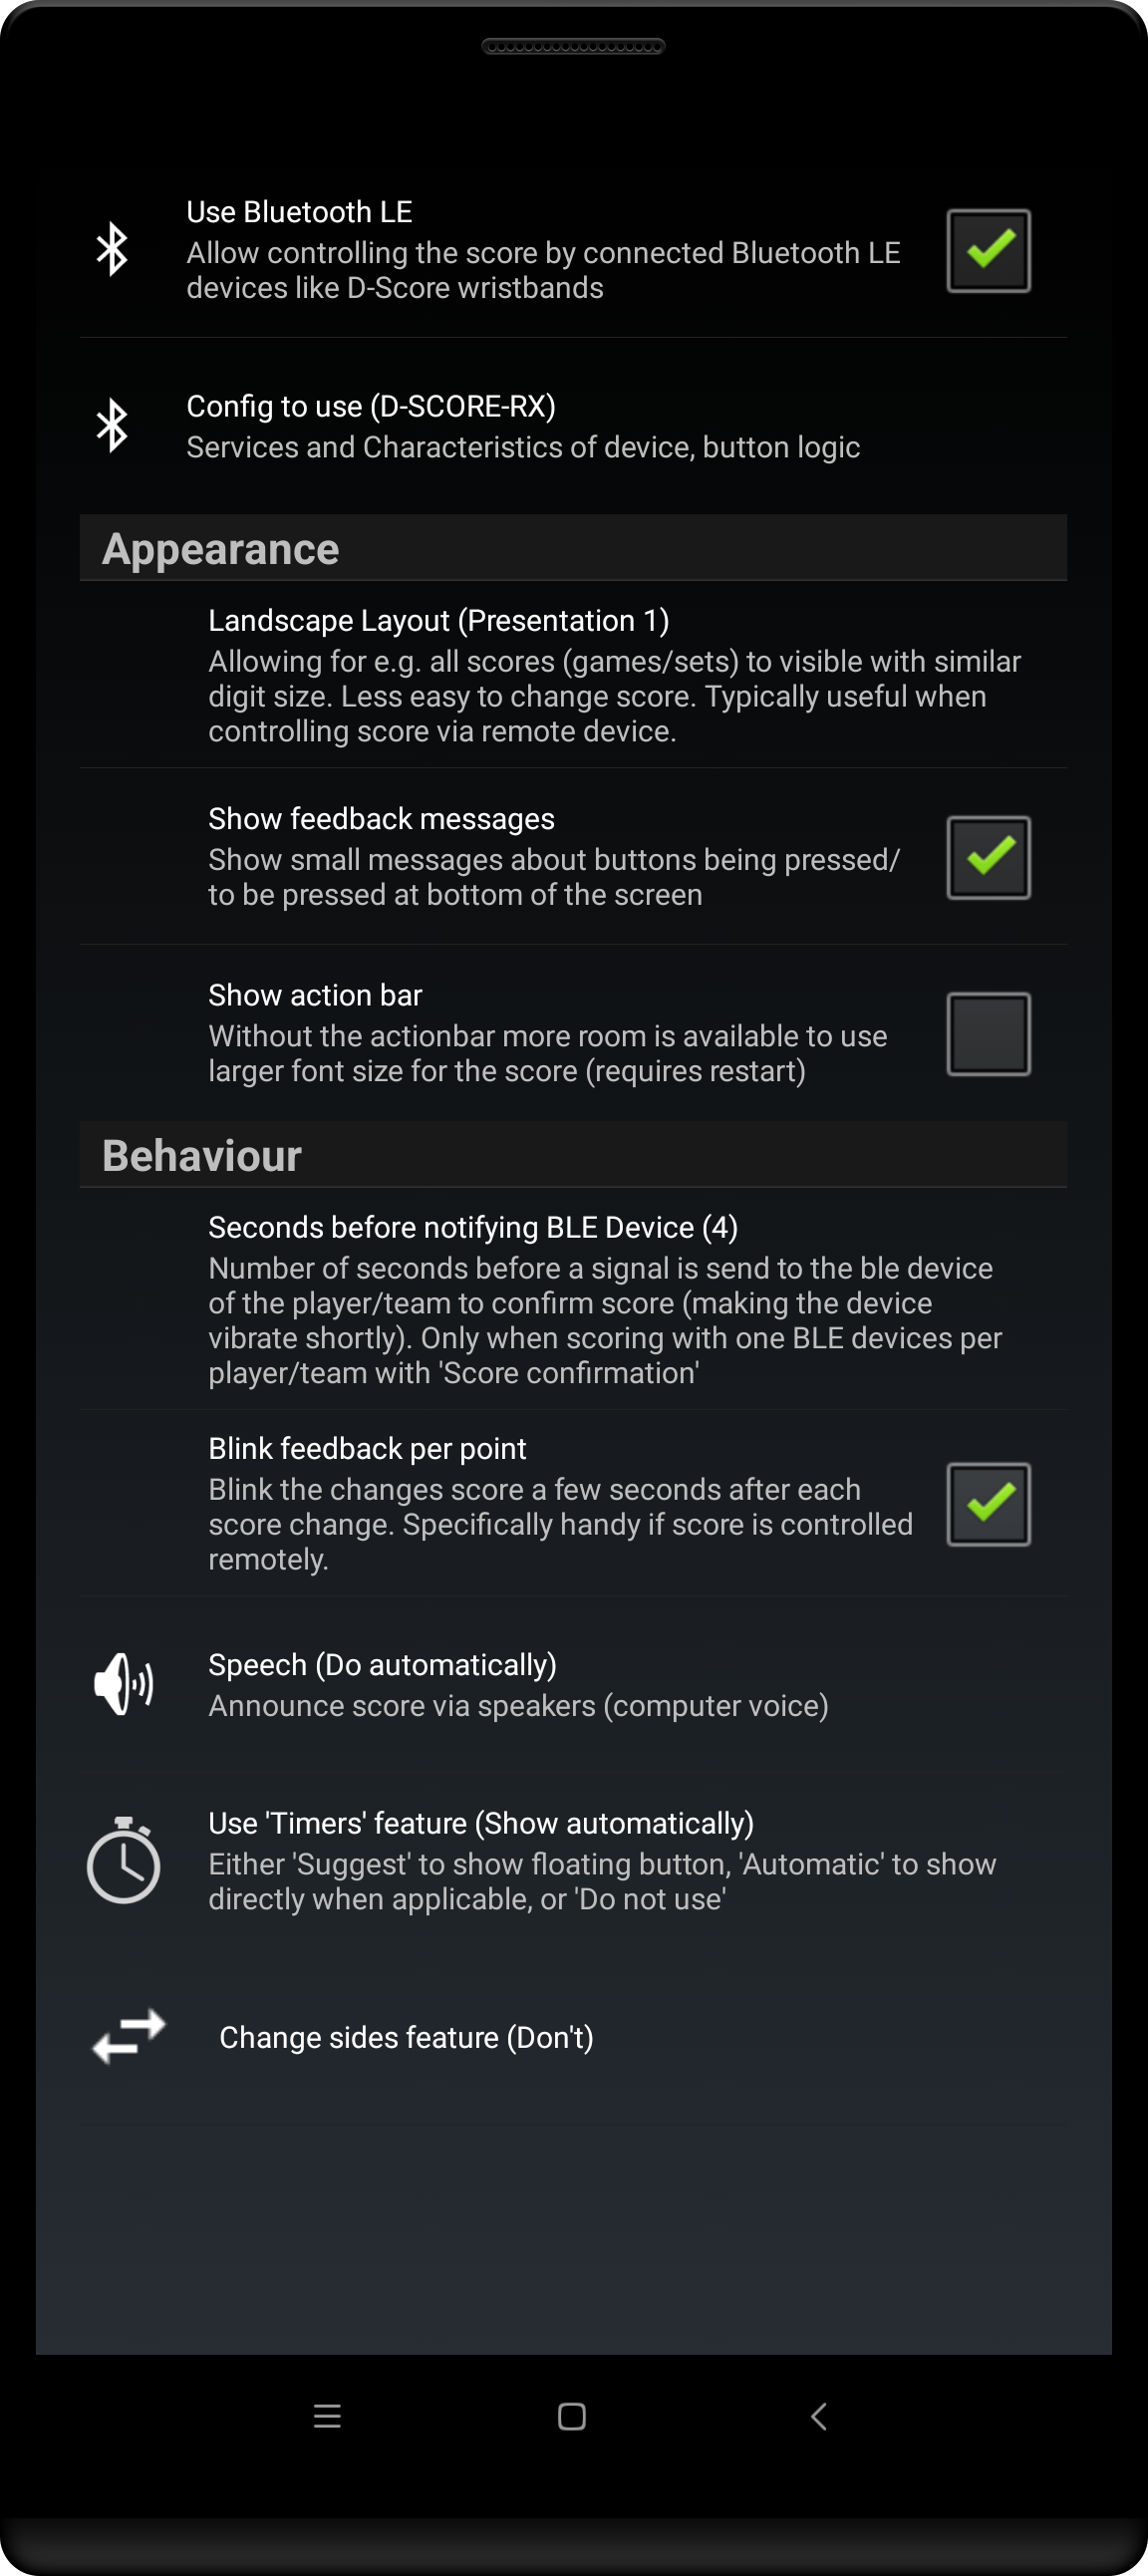 Use Bluetooth LE
Allow controlling the score by connected Bluetooth LE
devices like D-Score wristbands
Config to use (D-SCORE-RX)
Services and Characteristics of device, button logic
Appearance
Landscape Layout (Presentation 1)
Allowing for e.g. all scores (games/sets) to visible with similar
digit size. Less easy to change score. Typically useful when
controlling score via remote device.
Show feedback messages
Show small messages about buttons being pressed/
to be pressed at bottom of the screen
Show action bar
Without the actionbar more room is available to use
larger font size for the score (requires restart)
Behaviour
Seconds before notifying BLE Device (4)
Number of seconds before a signal is send to the ble device
of the player/team to confirm score (making the device
vibrate shortly). Only when scoring with one BLE devices per
player/team with 'Score confirmation'
Blink feedback per point
Blink the changes score a few seconds after each
score change. Specifically handy if score is controlled
remotely.
Speech (Do automatically)
Announce score via speakers (computer voice)
Use 'Timers' feature (Show automatically)
Either 'Suggest' to show floating button, 'Automatic' to show
directly when applicable, or 'Do not use'
Change sides feature (Don't)